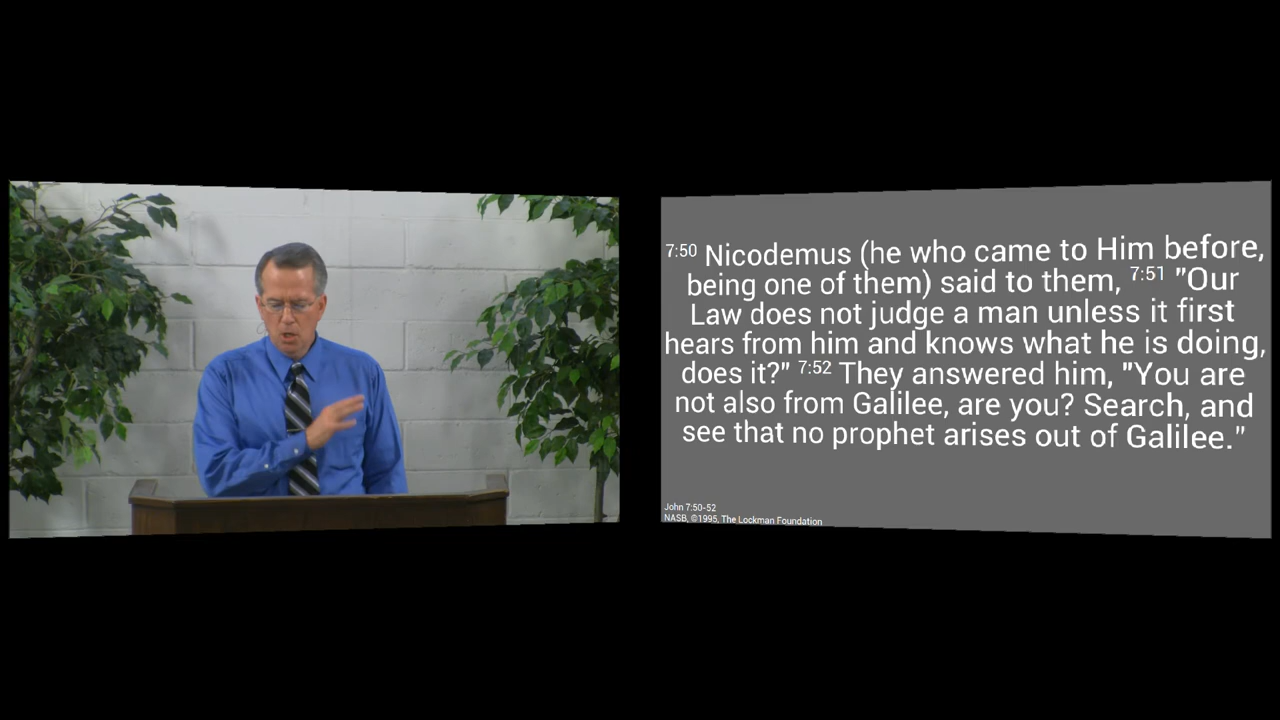 7:50 Nicodemus (he who came to Him before,
being one of them) said to them, 7:51 "Our
Law does not judge a man unless it first
hears from him and knows what he is doing,
does it?" 7:52 They answered him, "You are
not also from Galilee, are you? Search, and
see that no prophet arises out of Galilee."
John 7:50-52
NASB, ©1995, The Lockman Foundation